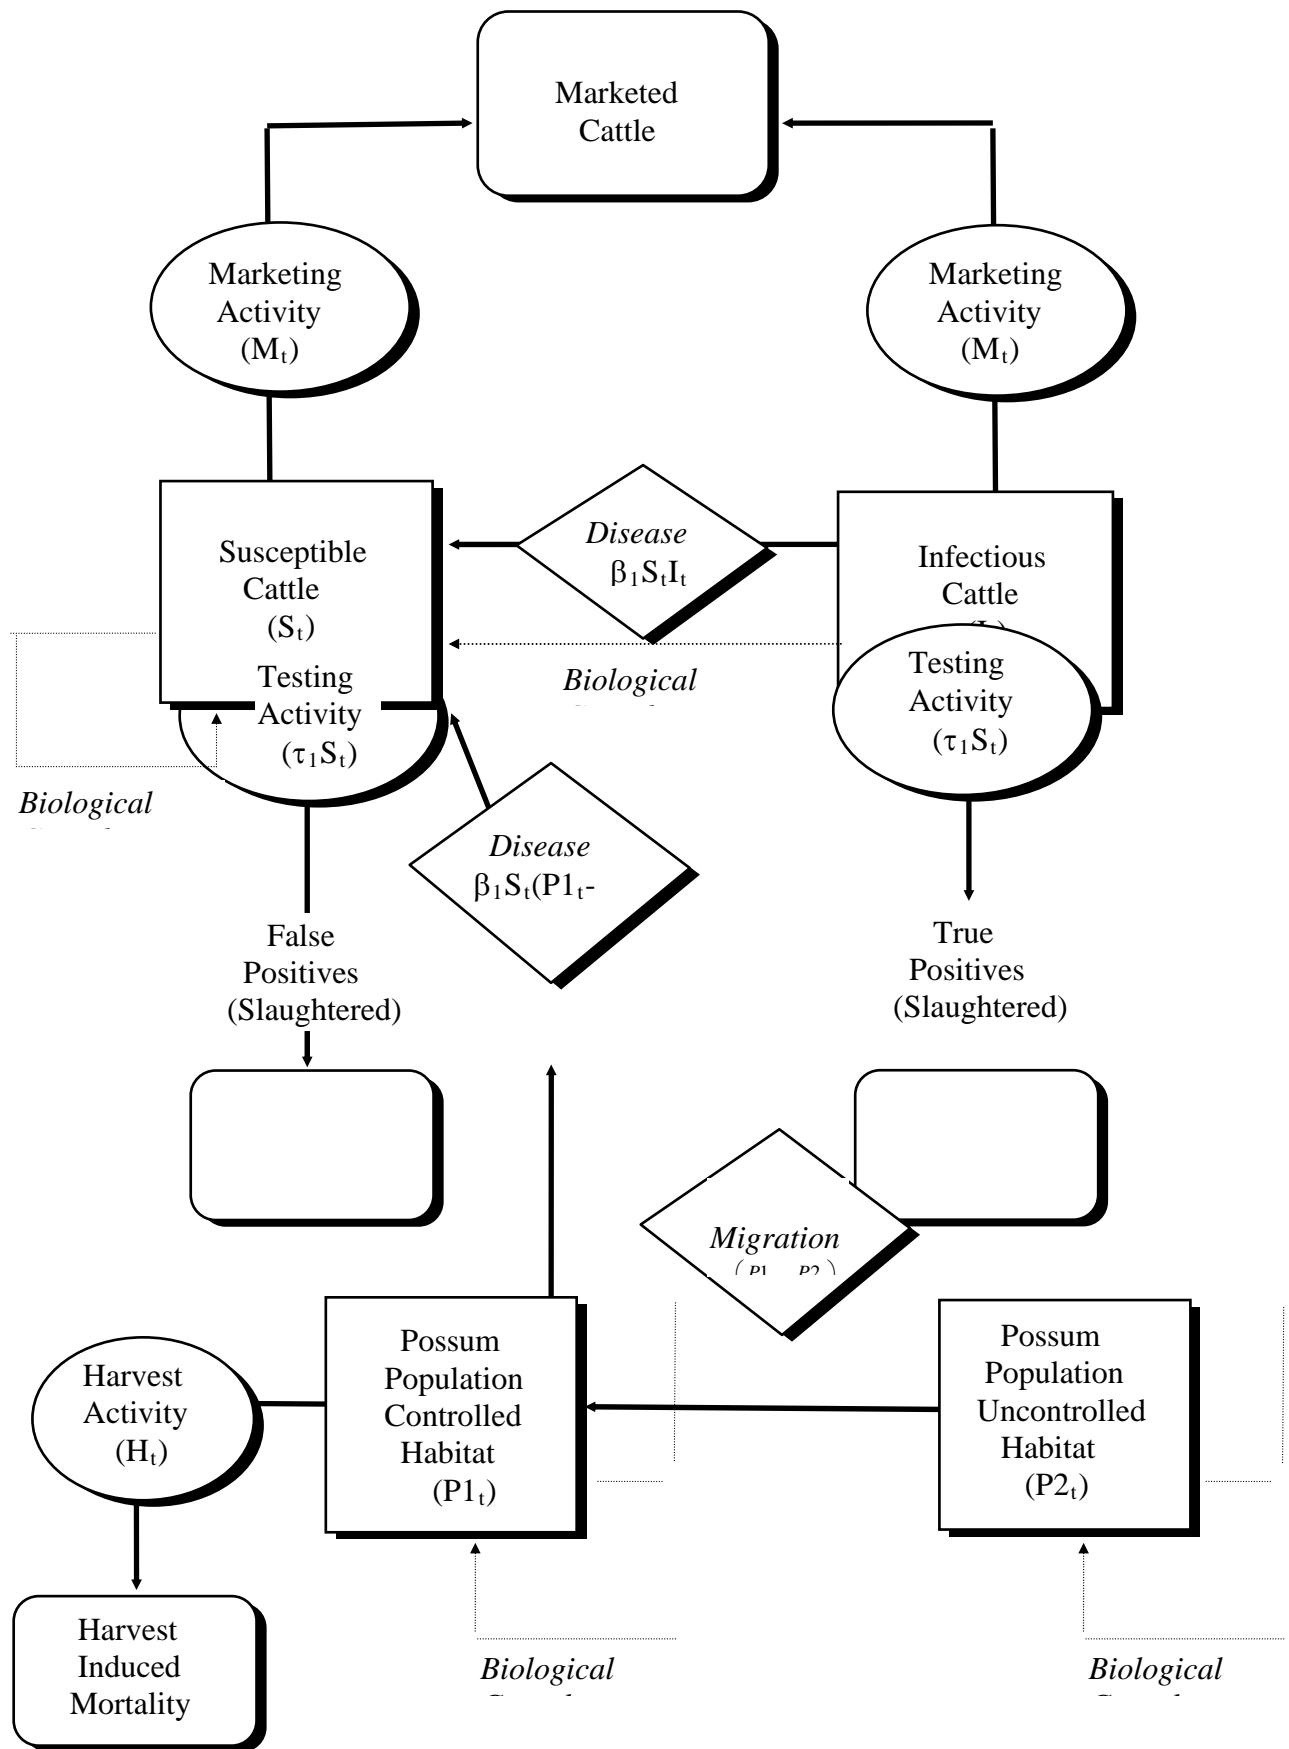 Marketed
Cattle
Marketing
Activity
(Mₜ)
Marketing
Activity
(Mₜ)
Susceptible
Cattle
(Sₜ)
Disease
β₁SₜIₜ
Infectious
Cattle
Testing
Activity
(τ₁Sₜ)
Biological
Testing
Activity
(τ₁Sₜ)
Biological
Disease
β₁Sₜ(P1ₜ-
False
Positives
(Slaughtered)
True
Positives
(Slaughtered)
Migration
Possum
Population
Controlled
Habitat
(P1ₜ)
Possum
Population
Uncontrolled
Habitat
(P2ₜ)
Harvest
Activity
(Hₜ)
Harvest
Induced
Mortality
Biological
Biological